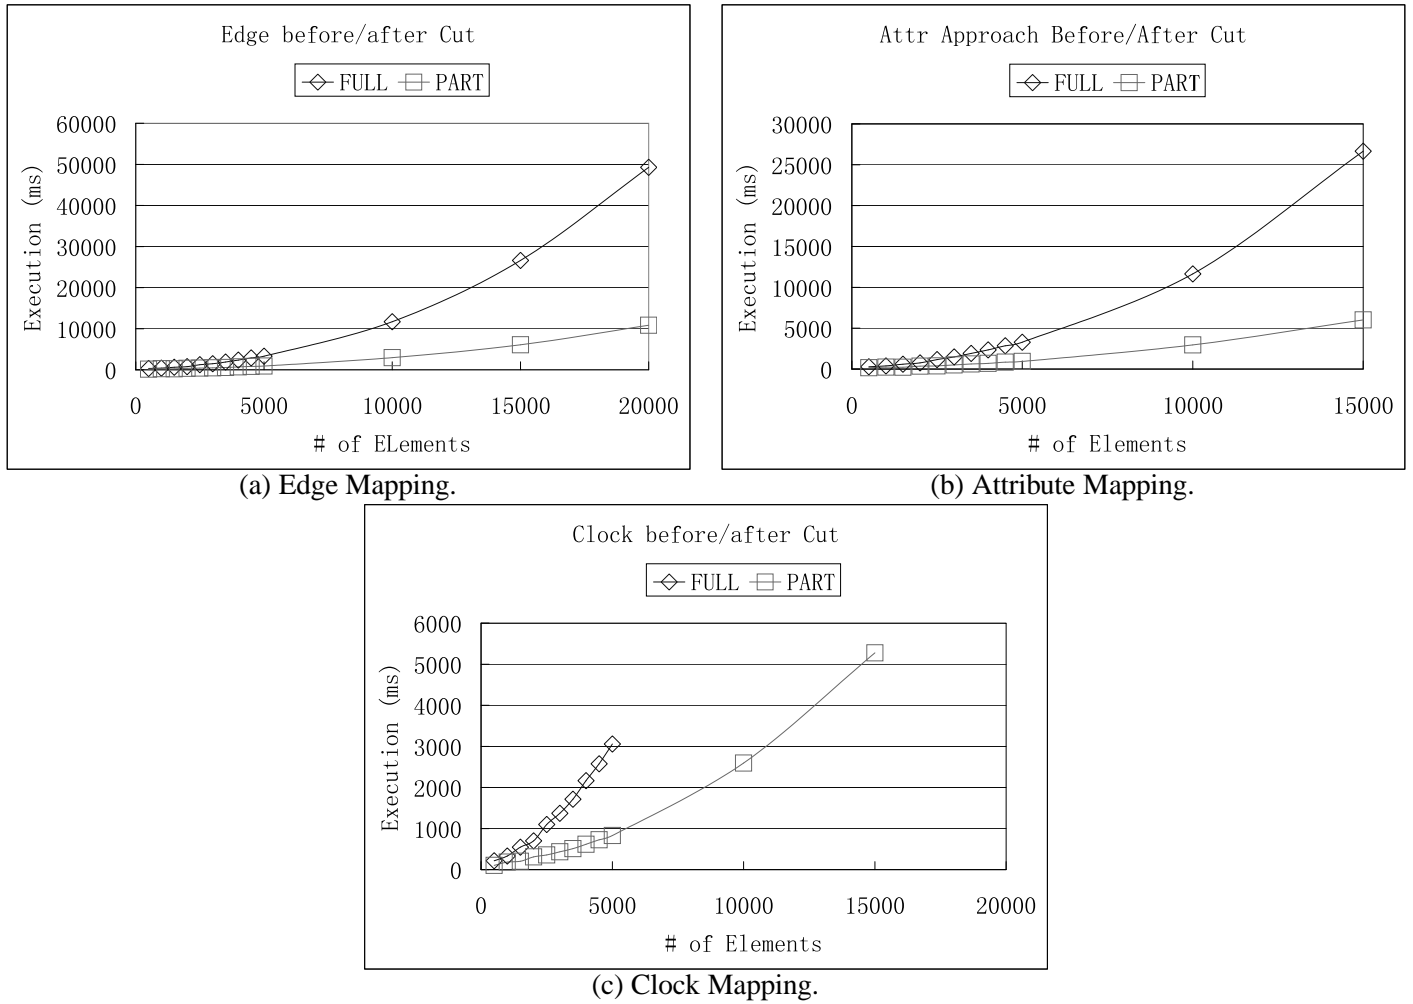 Edge before/after Cut
FULL PART
60000
50000
40000
30000
20000
10000
0
Execution (ms)
0 5000 10000 15000 20000
# of ELements
(a) Edge Mapping.
Attr Approach Before/After Cut
FULL PART
30000
25000
20000
15000
10000
5000
0
Execution (ms)
0 5000 10000 15000
# of Elements
(b) Attribute Mapping.
Clock before/after Cut
FULL PART
6000
5000
4000
3000
2000
1000
0
Execution (ms)
0 5000 10000 15000 20000
# of Elements
(c) Clock Mapping.